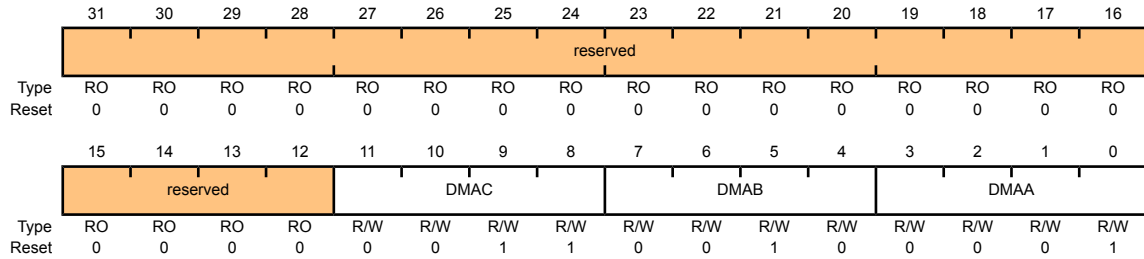 31 30 29 28 27 26 25 24 23 22 21 20 19 18 17 16
reserved
Type RO RO RO RO RO RO RO RO RO RO RO RO RO RO RO RO
Reset 0 0 0 0 0 0 0 0 0 0 0 0 0 0 0 0
15 14 13 12 11 10 9 8 7 6 5 4 3 2 1 0
reserved DMAC DMAB DMAA
Type RO RO RO RO R/W R/W R/W R/W R/W R/W R/W R/W R/W R/W R/W R/W
Reset 0 0 0 0 0 0 1 1 0 0 1 0 0 0 0 1